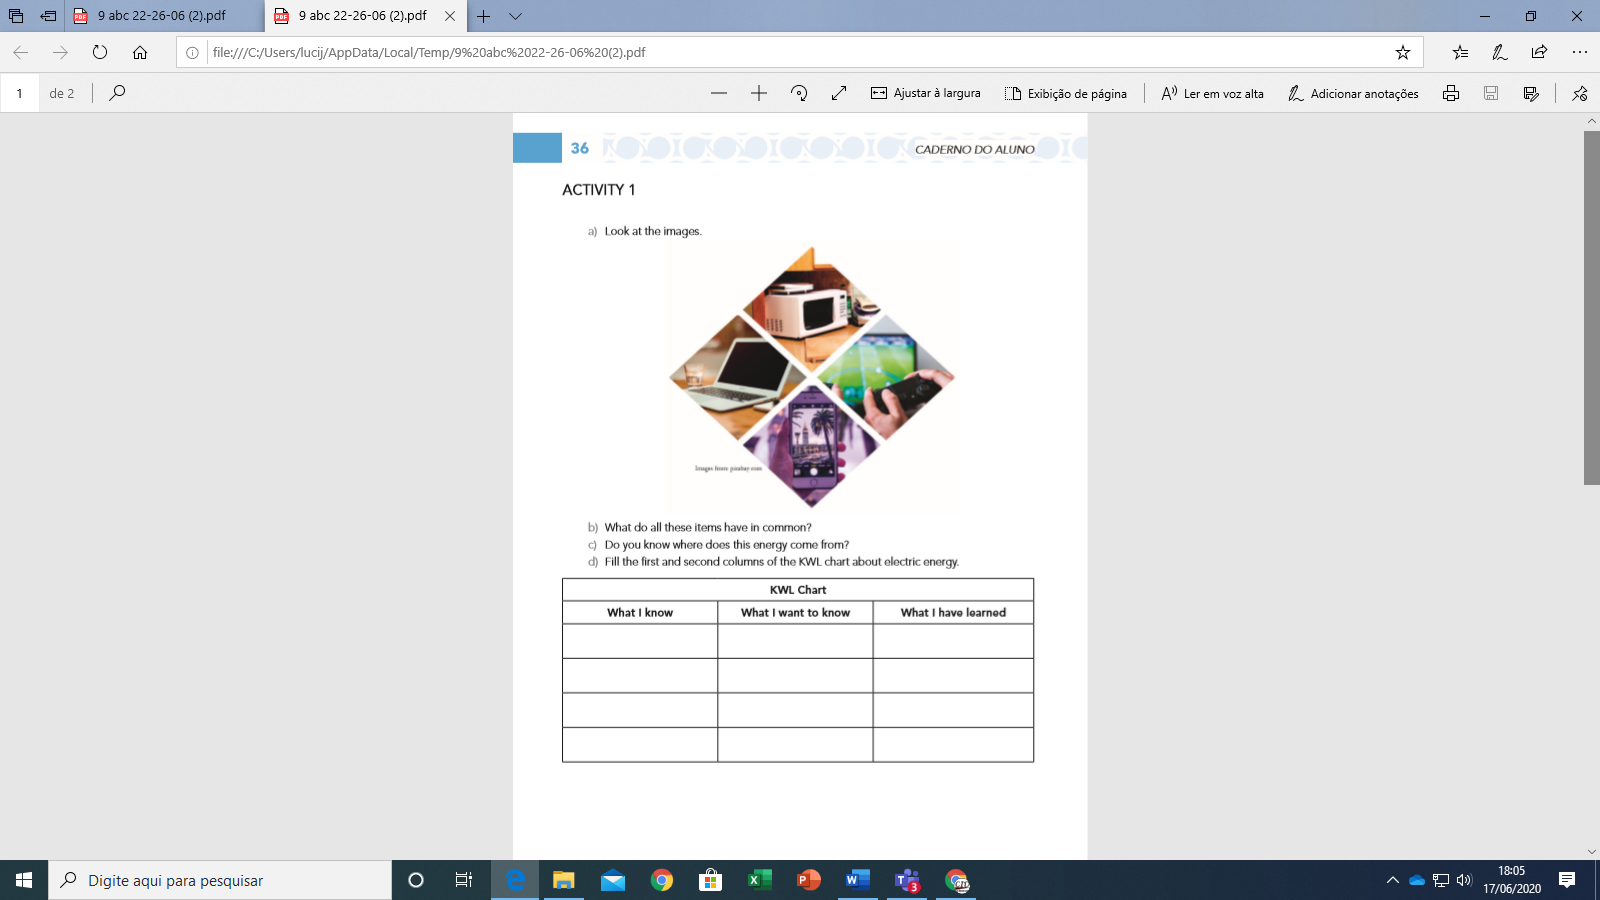 9 abc 22-26-06 (2).pdf
9 abc 22-26-06 (2).pdf
file:///C:/Users/lucij/AppData/Local/Temp/9%20abc%2022-26-06%20(2).pdf
1 de 2
Ajustar à largura
Exibição de página
Ler em voz alta
Adicionar anotações
36
CADERNO DO ALUNO
ACTIVITY 1
a) Look at the images.
Images from: pixabay.com
b) What do all these items have in common?
c) Do you know where does this energy come from?
d) Fill the first and second columns of the KWL chart about electric energy.
KWL Chart
What I know What I want to know What I have learned
Digite aqui para pesquisar
3
18:05
17/06/2020